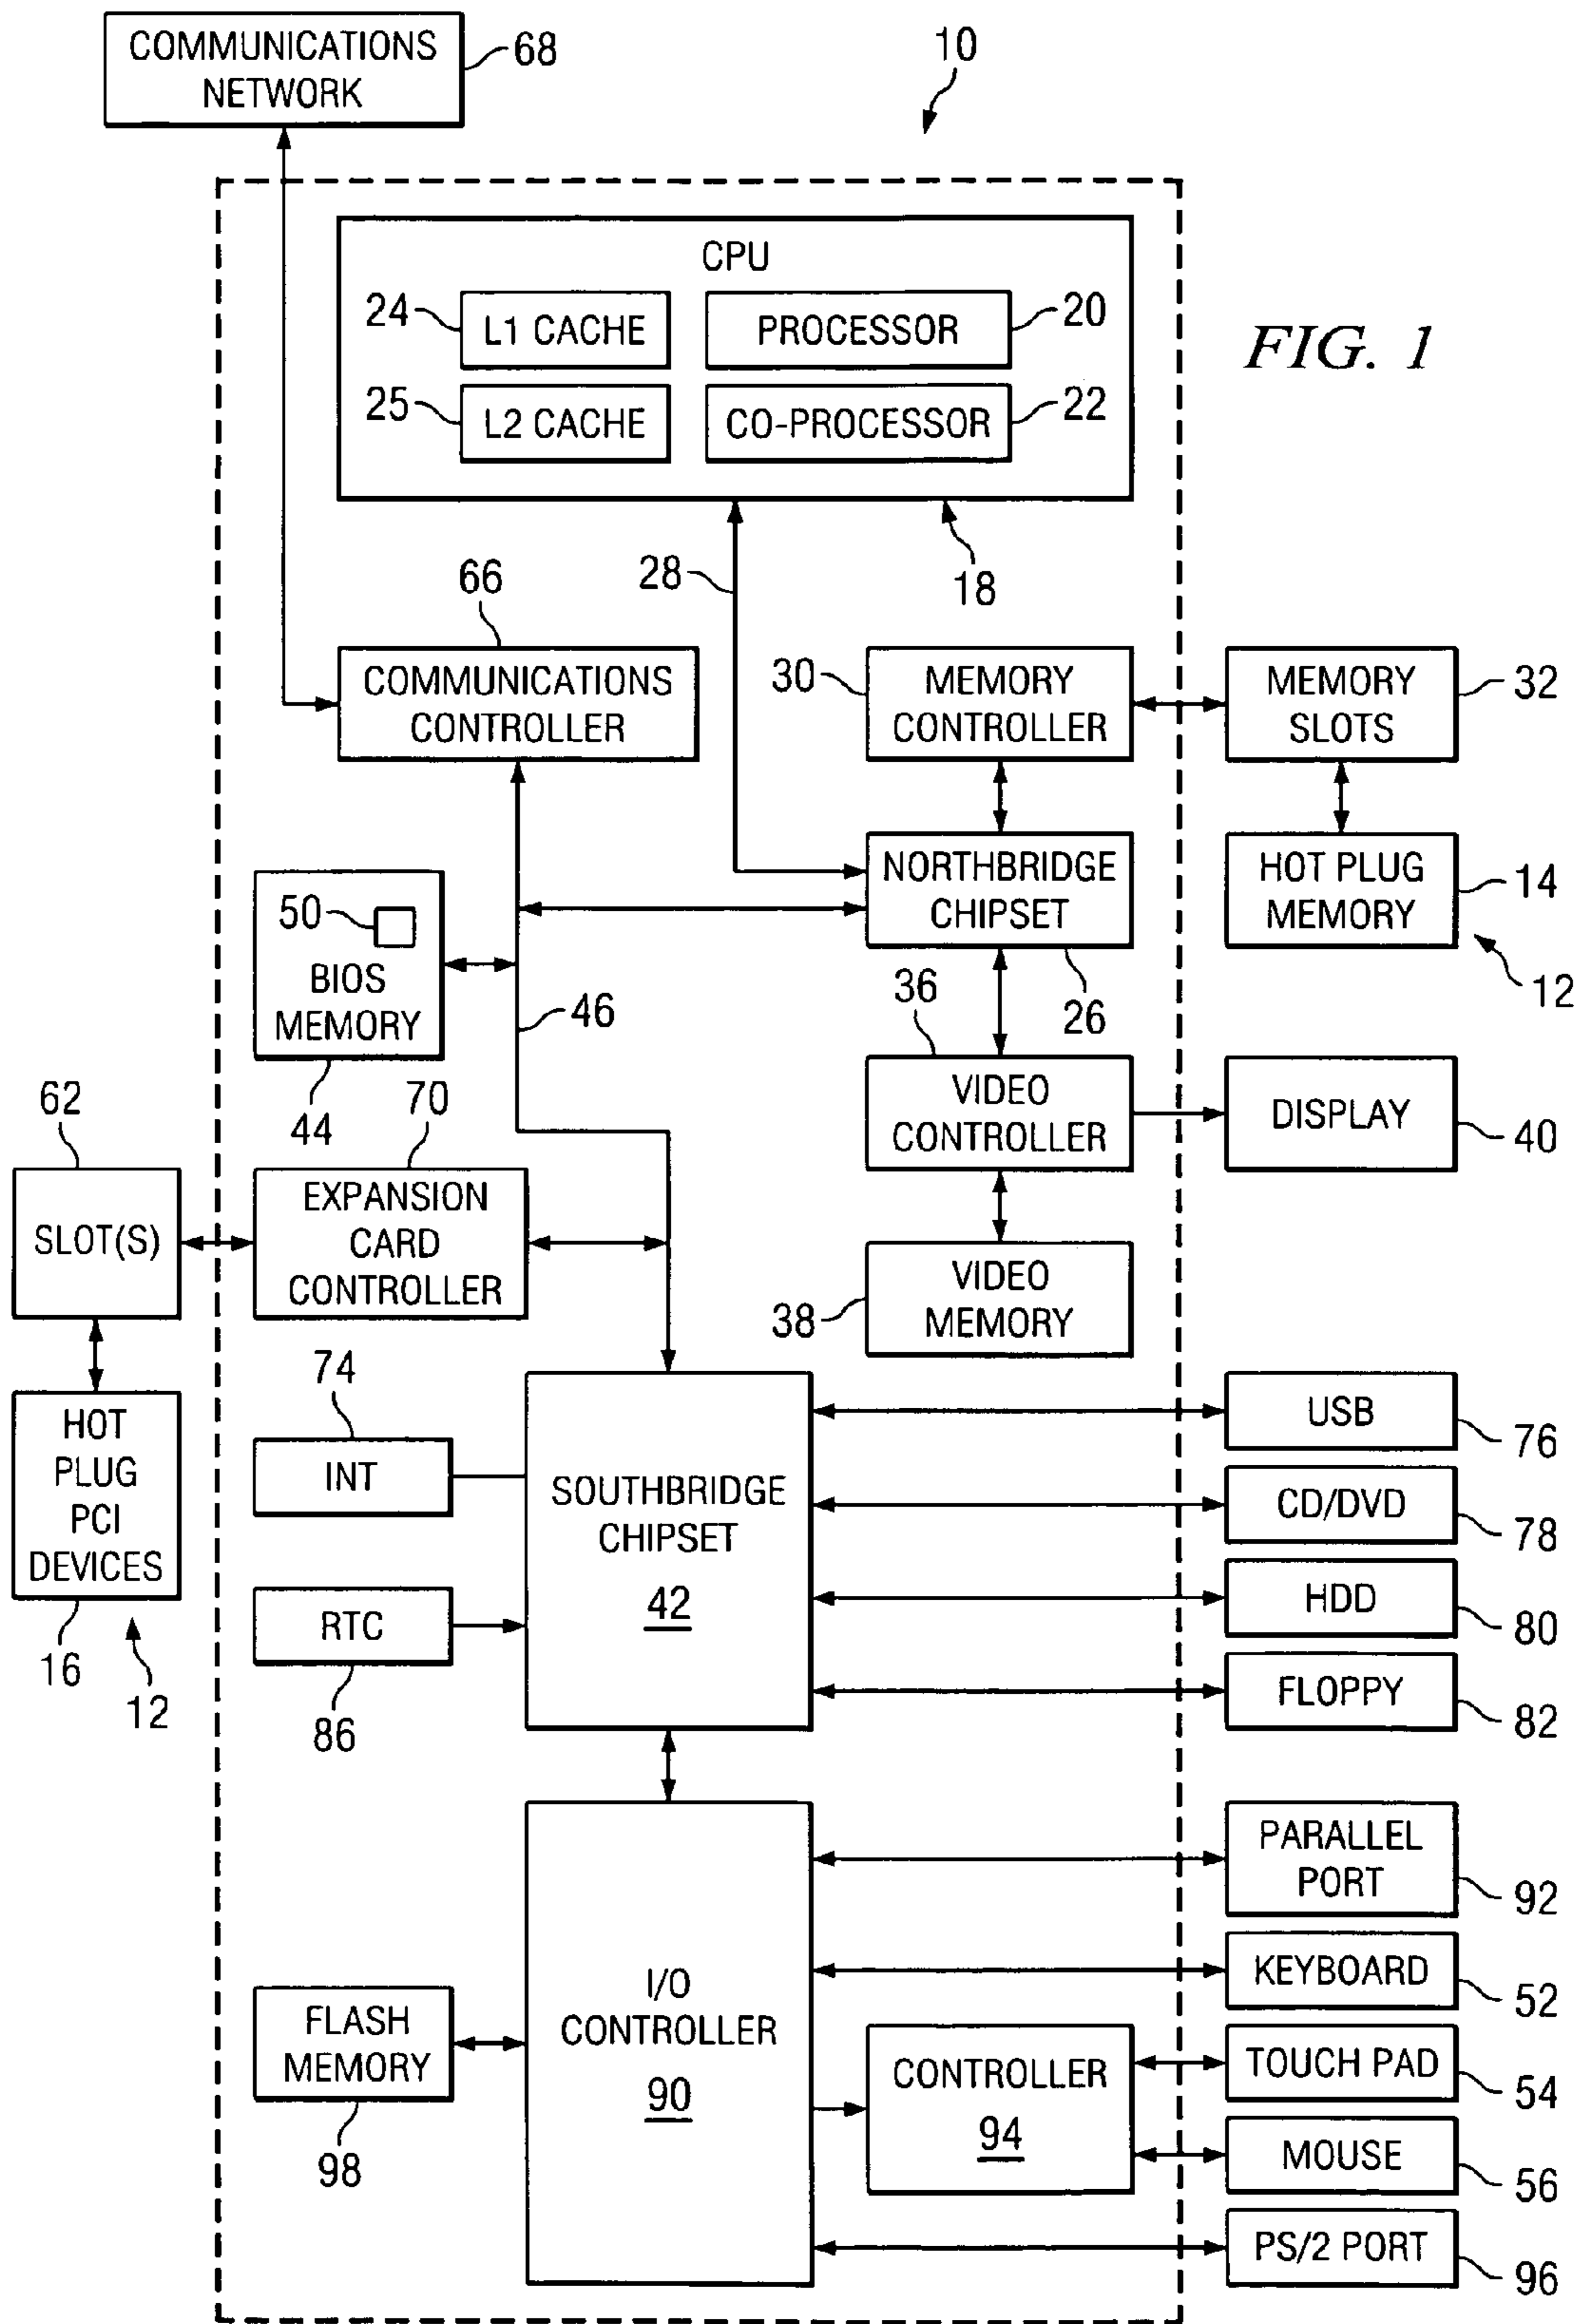 COMMUNICATIONS
NETWORK
68
10
CPU
24
L1 CACHE
PROCESSOR
20
25
L2 CACHE
CO-PROCESSOR
22
FIG. 1
28
18
66
COMMUNICATIONS
CONTROLLER
30
MEMORY
CONTROLLER
MEMORY
SLOTS
32
NORTHBRIDGE
CHIPSET
26
HOT PLUG
MEMORY
14
12
50
BIOS
MEMORY
44
46
36
VIDEO
CONTROLLER
DISPLAY
40
62
SLOT(S)
70
EXPANSION
CARD
CONTROLLER
38
VIDEO
MEMORY
HOT
PLUG
PCI
DEVICES
16
12
74
INT
SOUTHBRIDGE
CHIPSET
42
RTC
86
USB
76
CD/DVD
78
HDD
80
FLOPPY
82
I/O
CONTROLLER
90
PARALLEL
PORT
92
KEYBOARD
52
FLASH
MEMORY
98
CONTROLLER
94
TOUCH PAD
54
MOUSE
56
PS/2 PORT
96